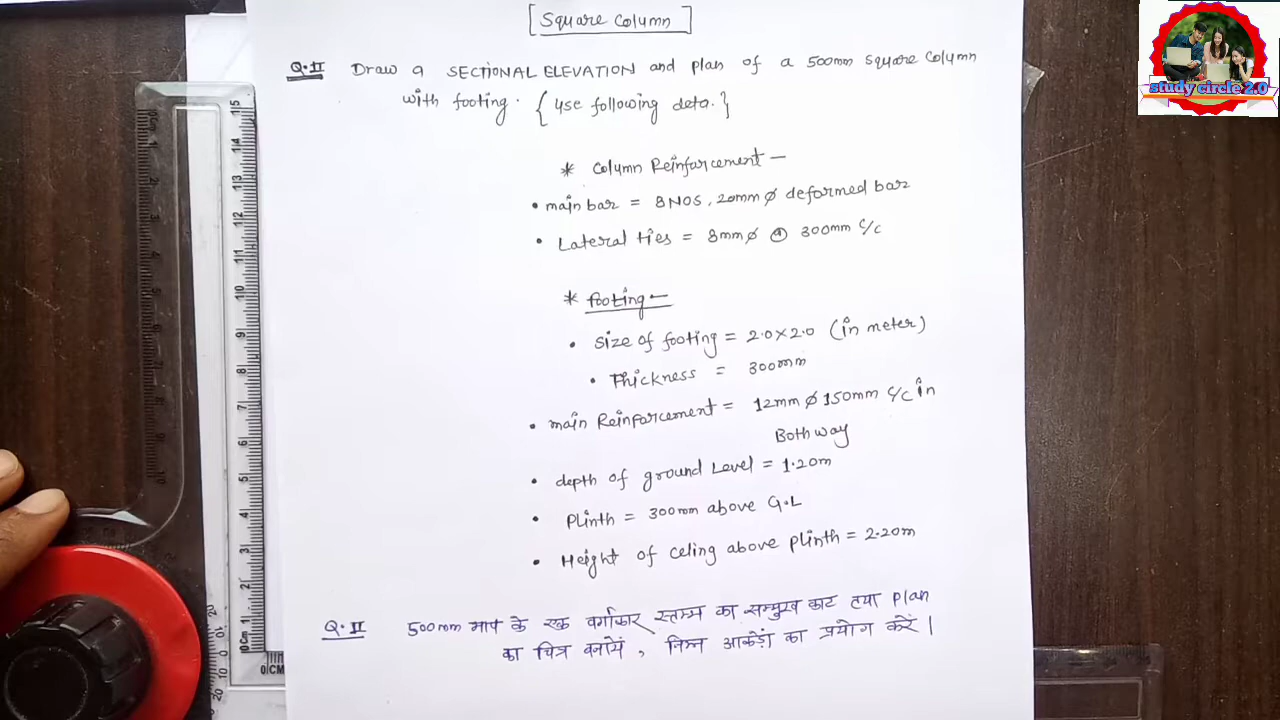 [Square Column]
Q.II Draw a SECTIONAL ELEVATION and plan of a 500mm square column
with footing. {Use following deta.}
* Column Reinforcement —
• main bar = 8NOS, 20mm ϕ deformed bar
• Lateral ties = 8mmϕ @ 300mm c/c
* footing —
• Size of footing = 2.0×2.0 (in meter)
• Thickness = 300mm
• main Reinforcement = 12mm ϕ 150mm c/c in
Both way
• depth of ground Level = 1.20m
• Plinth = 300mm above G.L
• Height of celing above plinth = 2.20m
Q.II 500mm माप के एक वर्गाकार स्तम्भ का सम्मुख काट तथा plan
का चित्र बनायें, निम्न आकडो़ं का प्रयोग करें।
study circle 2.0